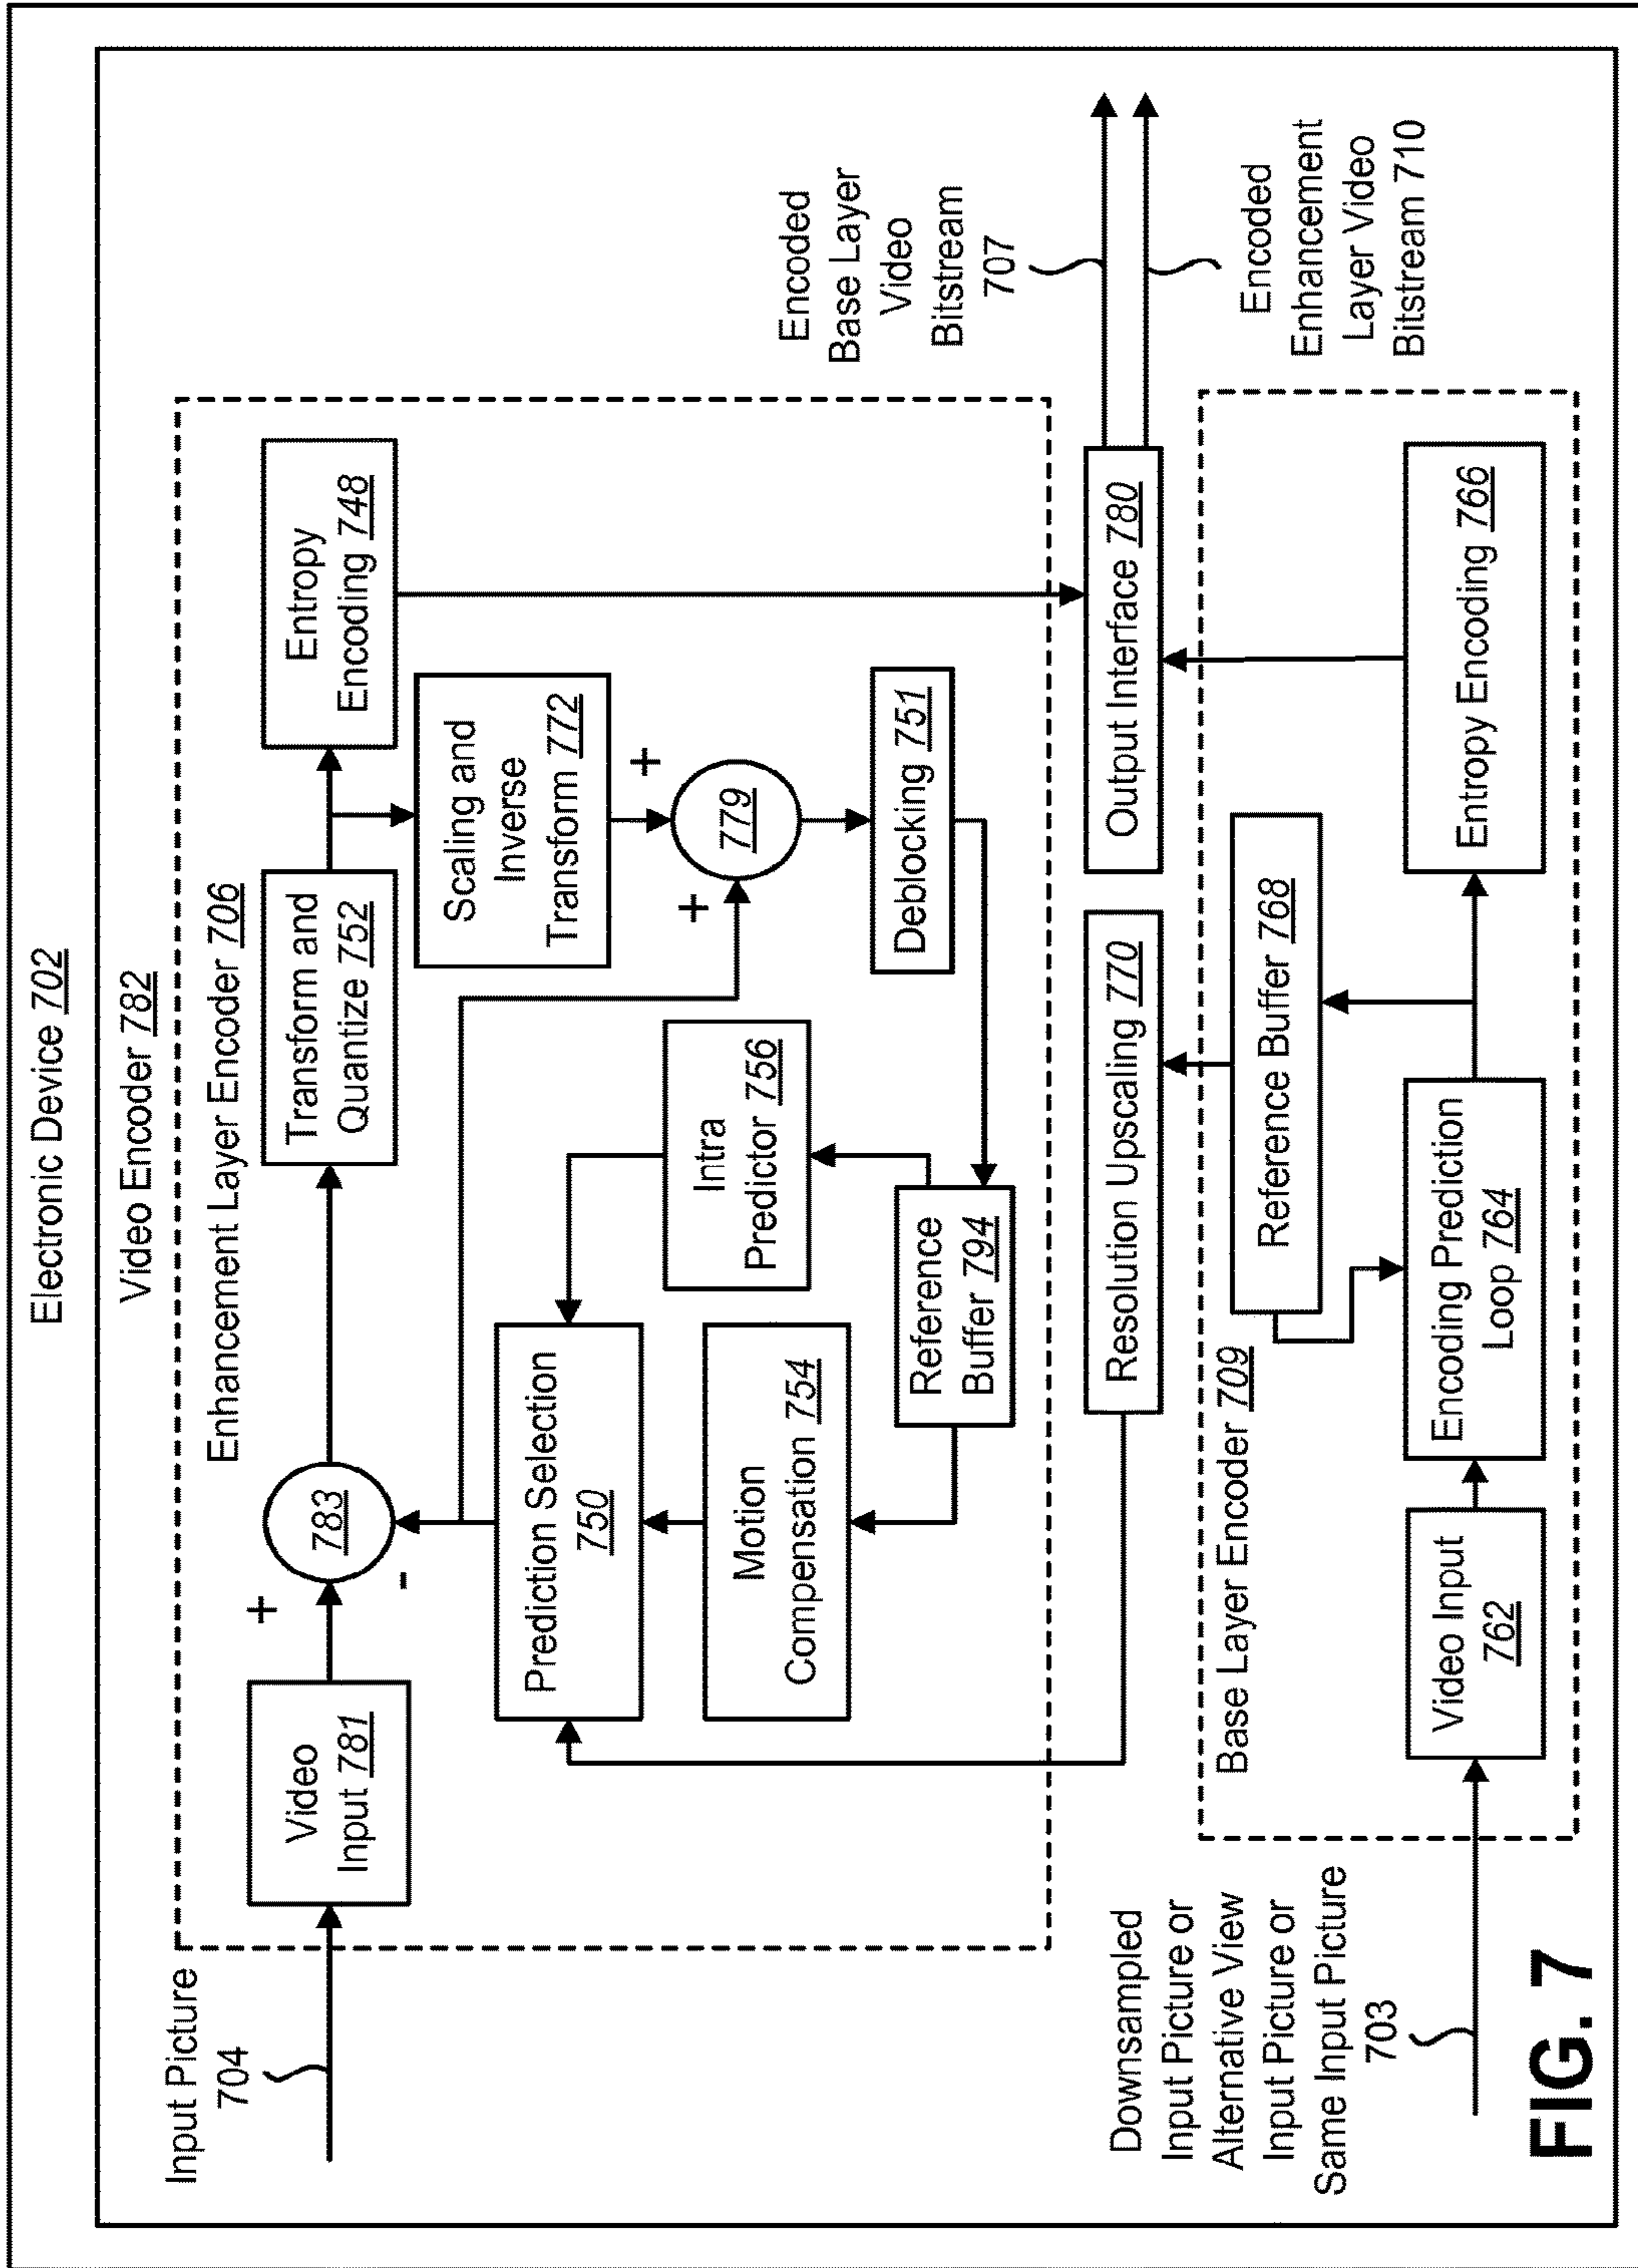 Electronic Device 702
Video Encoder 782
Enhancement Layer Encoder 706
Input Picture
704
Video
Input 781
+
-
783
Transform and
Quantize 752
Entropy
Encoding 748
Scaling and
Inverse
Transform 772
+
+
779
Prediction Selection
750
Intra
Predictor 756
Motion
Compensation 754
Reference
Buffer 794
Deblocking 751
Encoded
Base Layer
Video
Bitstream
707
Resolution Upscaling 770
Output Interface 780
Encoded
Enhancement
Layer Video
Bitstream 710
Downsampled
Input Picture or
Alternative View
Input Picture or
Same Input Picture
703
Base Layer Encoder 709
Reference Buffer 768
Video Input
762
Encoding Prediction
Loop 764
Entropy Encoding 766
FIG. 7